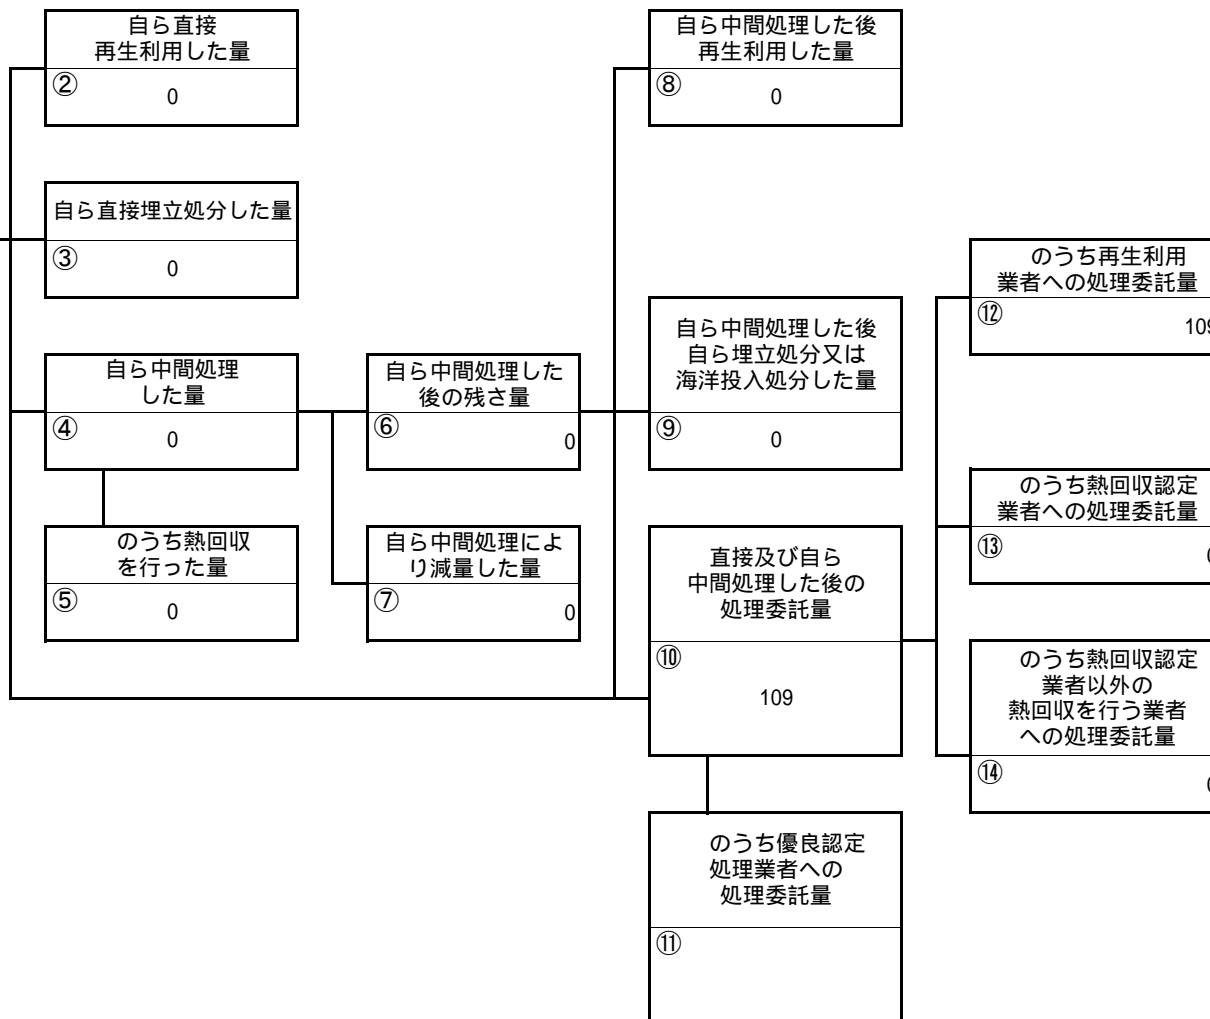 自ら直接
再生利用した量
②
0
自ら直接埋立処分した量
③
0
自ら中間処理
した量
④
0
のうち熱回収
を行った量
⑤
0
自ら中間処理した
後の残さ量
⑥
0
自ら中間処理によ
り減量した量
⑦
0
自ら中間処理した後
再生利用した量
⑧
0
自ら中間処理した後
自ら埋立処分又は
海洋投入処分した量
⑨
0
直接及び自ら
中間処理した後の
処理委託量
⑩
109
のうち優良認定
処理業者への
処理委託量
⑪
のうち再生利用
業者への処理委託量
⑫
109
のうち熱回収認定
業者への処理委託量
⑬
0
のうち熱回収認定
業者以外の
熱回収を行う業者
への処理委託量
⑭
0